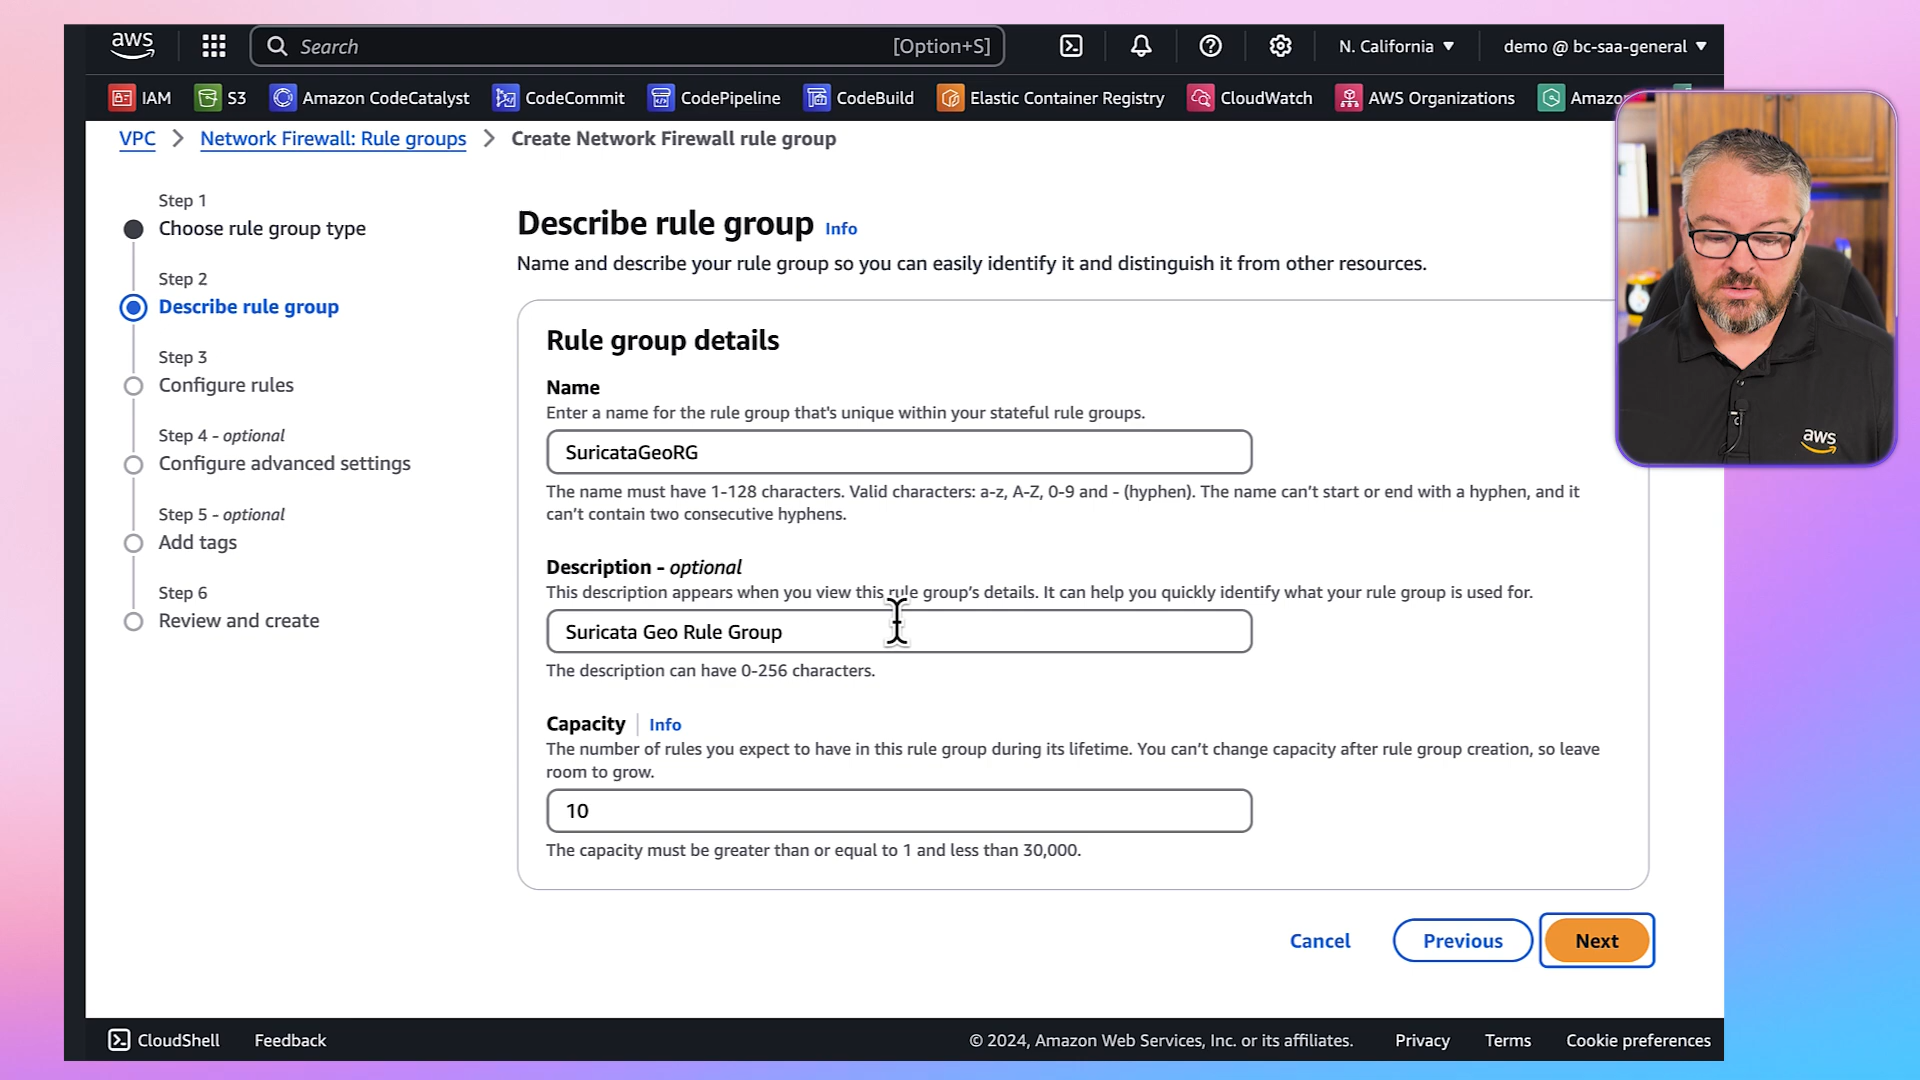 aws
Search
[Option+S]
N. California ▼
demo @ bc-saa-general ▼
IAM
S3
Amazon CodeCatalyst
CodeCommit
CodePipeline
CodeBuild
Elastic Container Registry
CloudWatch
AWS Organizations
VPC > Network Firewall: Rule groups > Create Network Firewall rule group
Step 1
Choose rule group type
Step 2
Describe rule group
Step 3
Configure rules
Step 4 - optional
Configure advanced settings
Step 5 - optional
Add tags
Step 6
Review and create
Describe rule group Info
Name and describe your rule group so you can easily identify it and distinguish it from other resources.
Rule group details
Name
Enter a name for the rule group that's unique within your stateful rule groups.
SuricataGeoRG
The name must have 1-128 characters. Valid characters: a-z, A-Z, 0-9 and - (hyphen). The name can’t start or end with a hyphen, and it
can’t contain two consecutive hyphens.
Description - optional
This description appears when you view this rule group’s details. It can help you quickly identify what your rule group is used for.
Suricata Geo Rule Group
The description can have 0-256 characters.
Capacity Info
The number of rules you expect to have in this rule group during its lifetime. You can’t change capacity after rule group creation, so leave
room to grow.
10
The capacity must be greater than or equal to 1 and less than 30,000.
Cancel
Previous
Next
aws
CloudShell
Feedback
© 2024, Amazon Web Services, Inc. or its affiliates.
Privacy
Terms
Cookie preferences